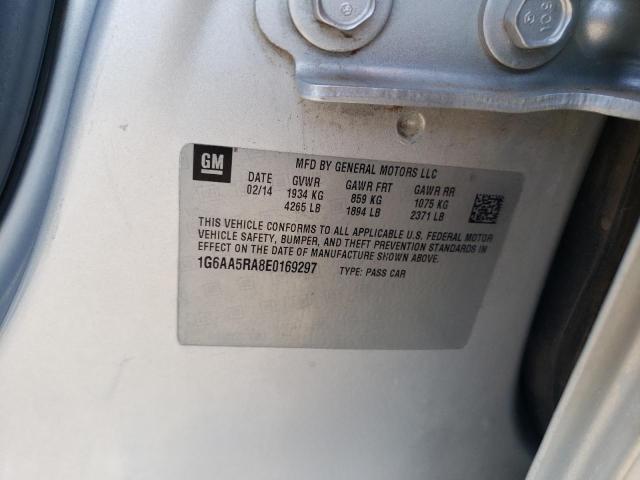 GM
MFD BY GENERAL MOTORS LLC
DATE GVWR GAWR FRT GAWR RR
02/14 1934 KG 859 KG 1075 KG
4265 LB 1894 LB 2371 LB
THIS VEHICLE CONFORMS TO ALL APPLICABLE U.S. FEDERAL MOTOR
VEHICLE SAFETY, BUMPER, AND THEFT PREVENTION STANDARDS IN
EFFECT ON THE DATE OF MANUFACTURE SHOWN ABOVE.
1G6AA5RA8E0169297 TYPE: PASS CAR